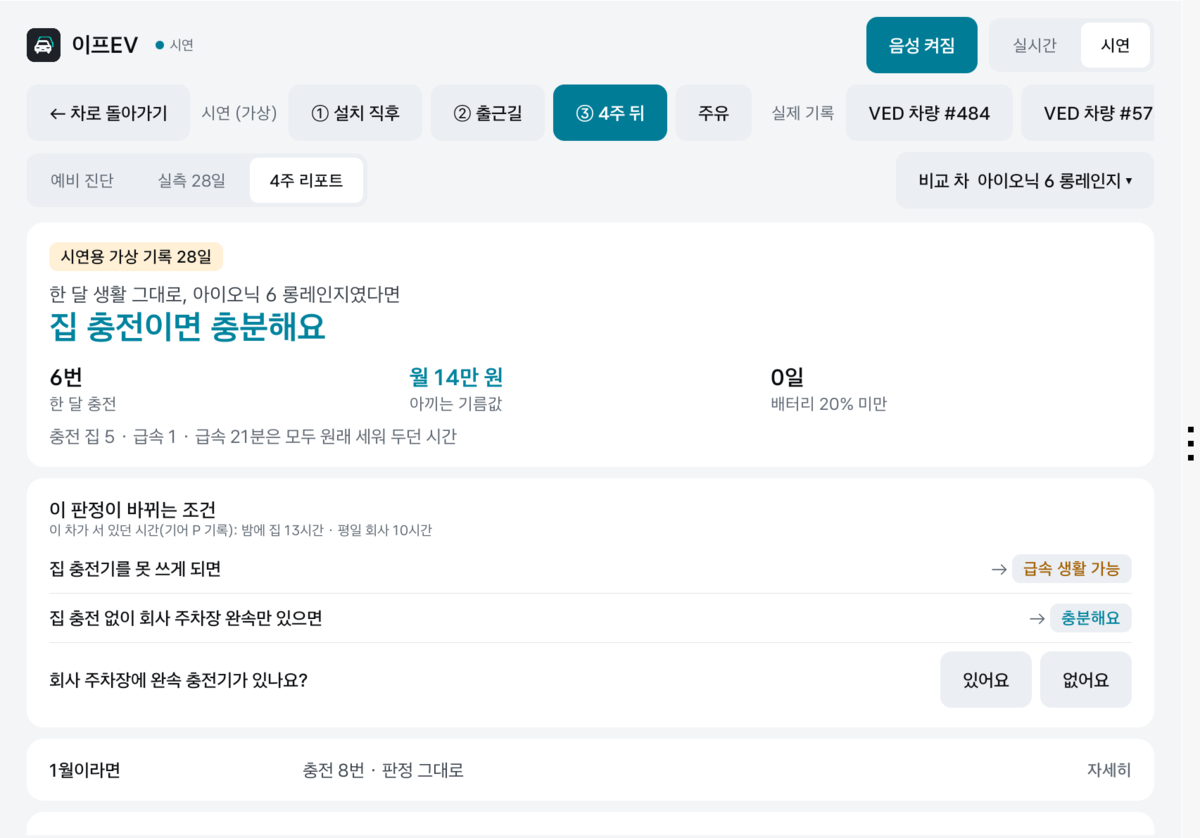 이프EV ● 시연 음성 켜짐 실시간 시연
← 차로 돌아가기 시연 (가상) ① 설치 직후 ② 출근길 ③ 4주 뒤 주유 실제 기록 VED 차량 #484 VED 차량 #57
예비 진단 실측 28일 4주 리포트 비교 차 아이오닉 6 롱레인지 ▾
시연용 가상 기록 28일
한 달 생활 그대로, 아이오닉 6 롱레인지였다면
집 충전이면 충분해요
6번 월 14만 원 0일
한 달 충전 아끼는 기름값 배터리 20% 미만
충전 집 5 · 급속 1 · 급속 21분은 모두 원래 세워 두던 시간
이 판정이 바뀌는 조건
이 차가 서 있던 시간(기어 P 기록): 밤에 집 13시간 · 평일 회사 10시간
집 충전기를 못 쓰게 되면 → 급속 생활 가능
집 충전 없이 회사 주차장 완속만 있으면 → 충분해요
회사 주차장에 완속 충전기가 있나요? 있어요 없어요
1월이라면 충전 8번 · 판정 그대로 자세히